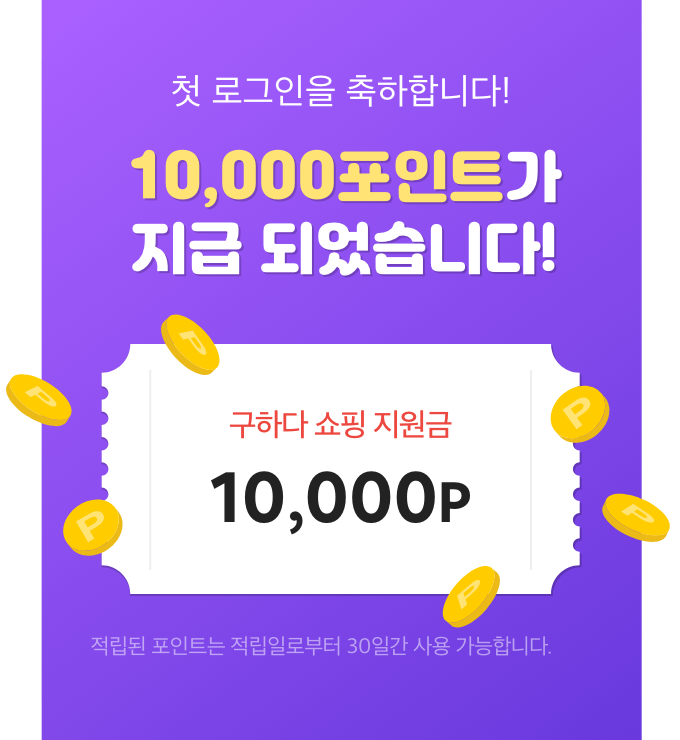 첫 로그인을 축하합니다!
10,000포인트가
지급 되었습니다!
구하다 쇼핑 지원금
10,000P
P
P
P
P
P
P
적립된 포인트는 적립일로부터 30일간 사용 가능합니다.